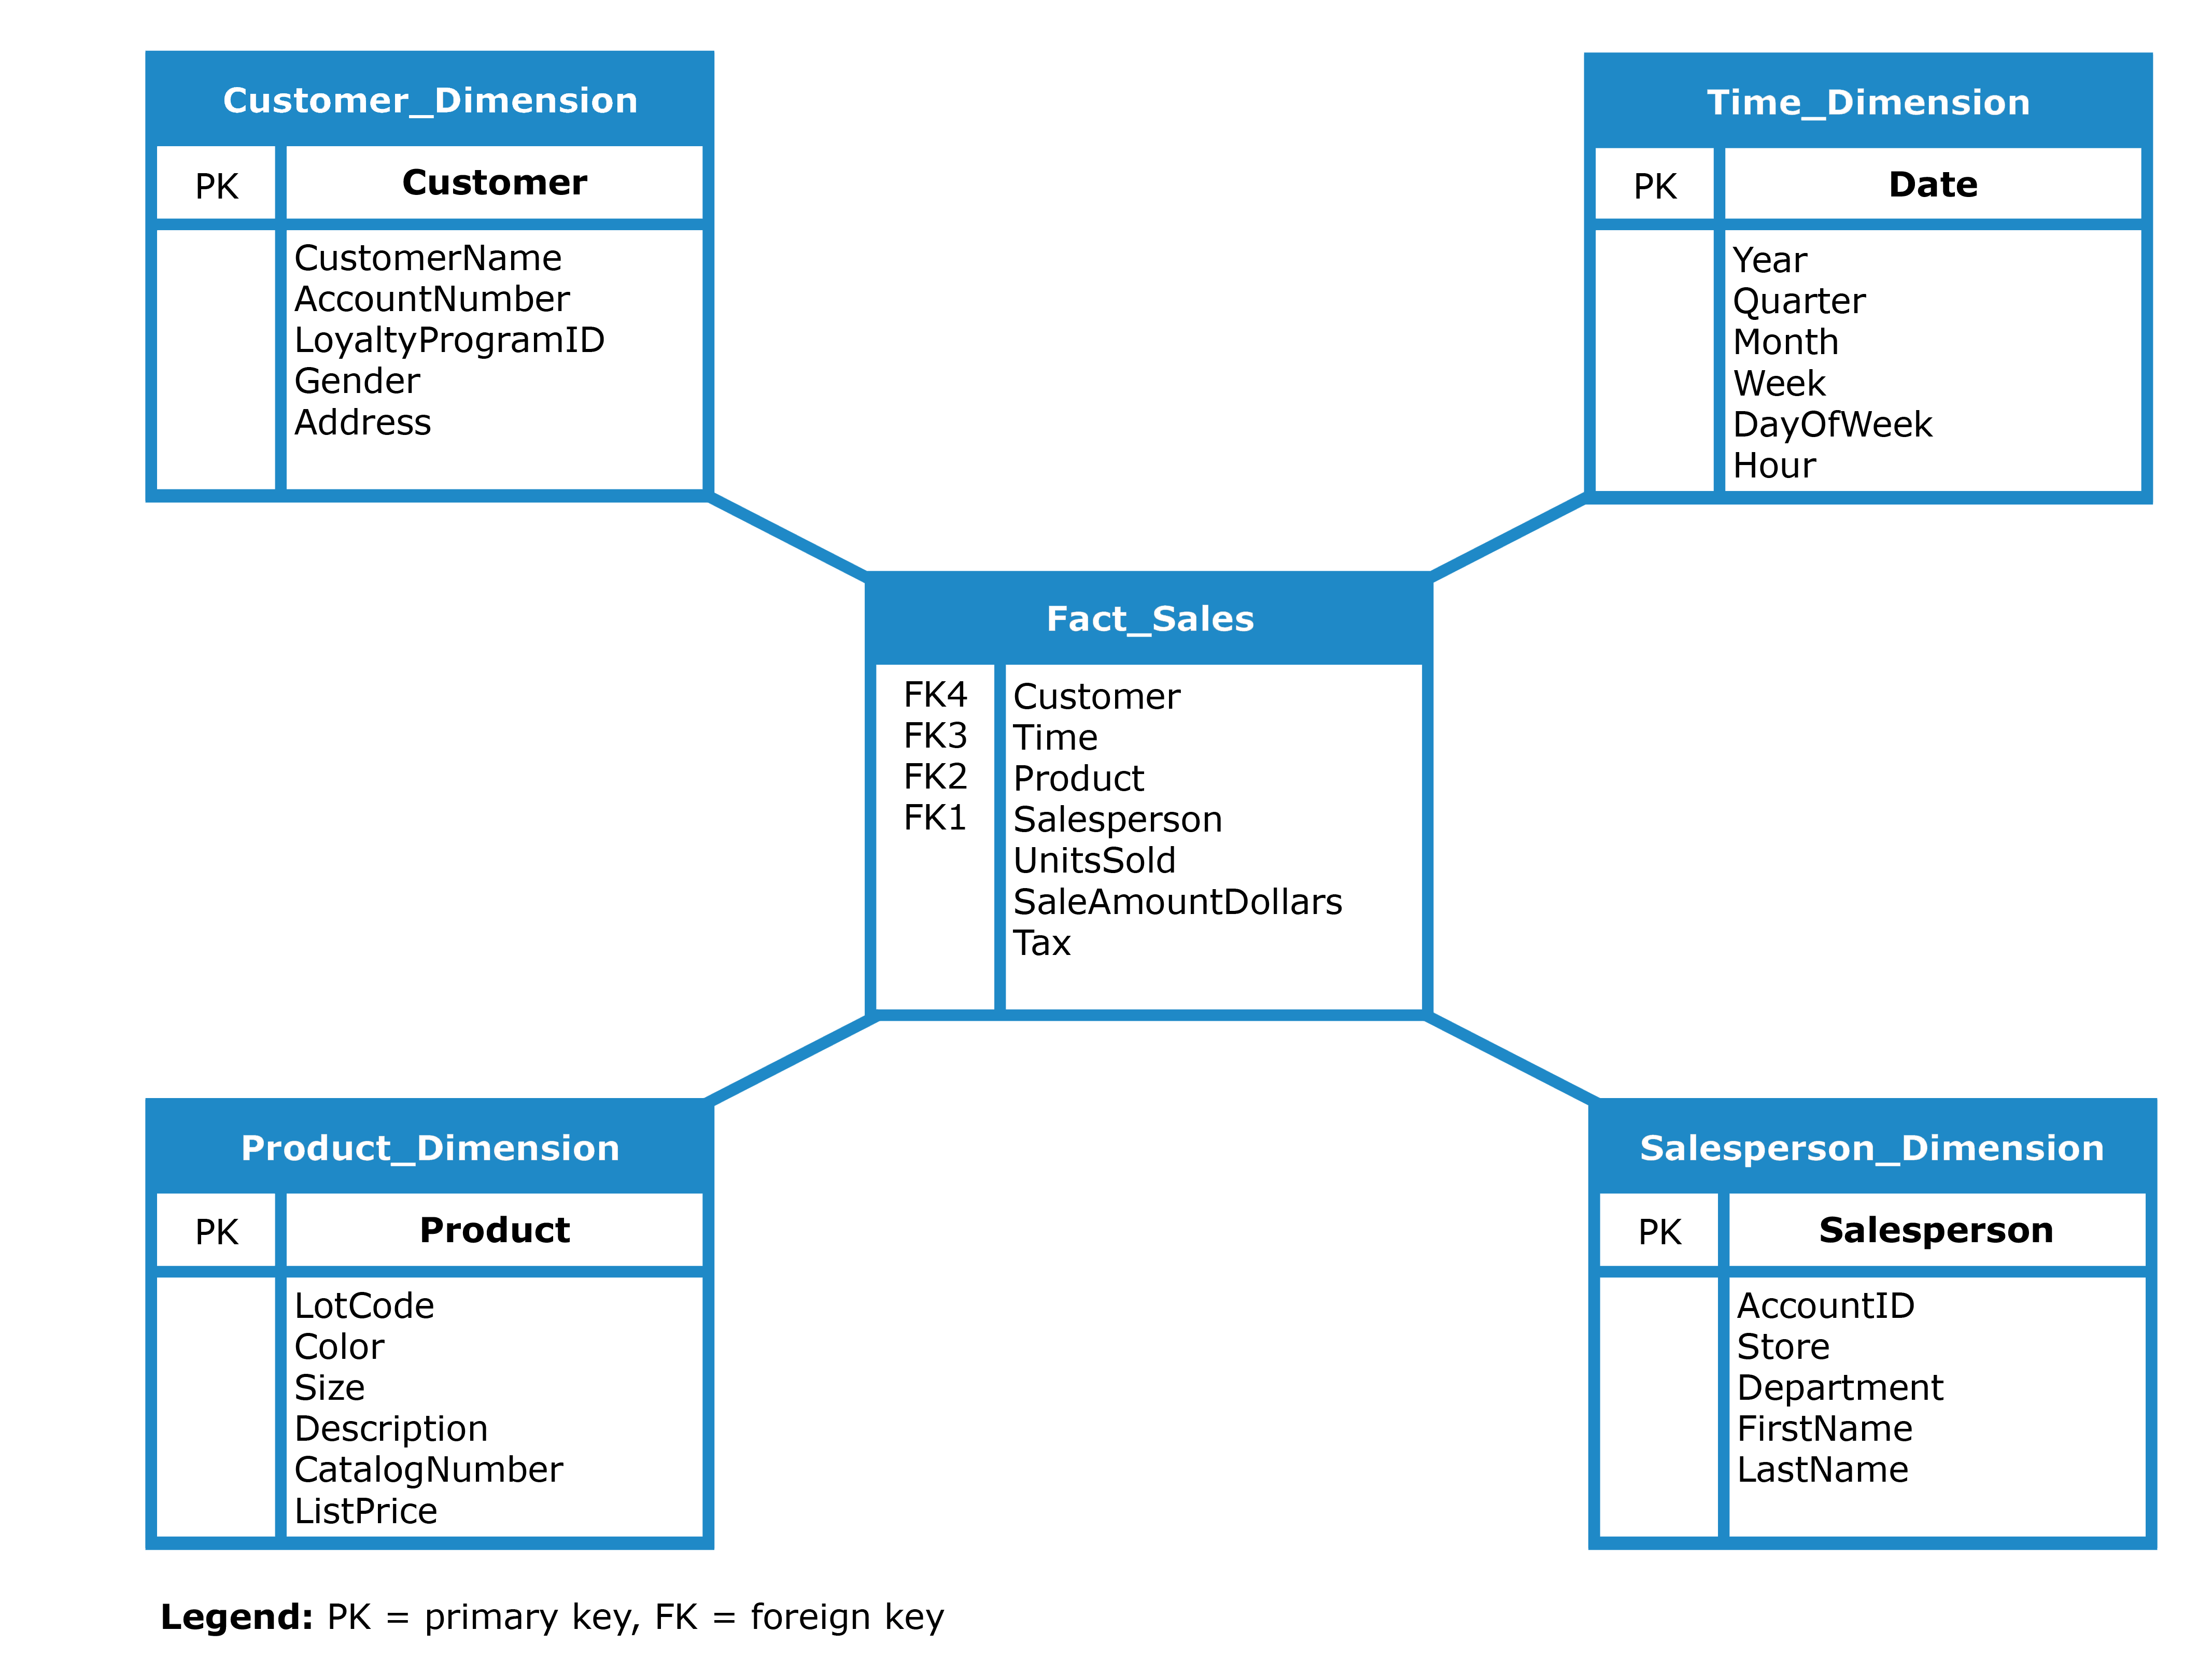 Customer_Dimension
PK Customer
CustomerName
AccountNumber
LoyaltyProgramID
Gender
Address
Time_Dimension
PK Date
Year
Quarter
Month
Week
DayOfWeek
Hour
Fact_Sales
FK4 Customer
FK3 Time
FK2 Product
FK1 Salesperson
UnitsSold
SaleAmountDollars
Tax
Product_Dimension
PK Product
LotCode
Color
Size
Description
CatalogNumber
ListPrice
Salesperson_Dimension
PK Salesperson
AccountID
Store
Department
FirstName
LastName
Legend: PK = primary key, FK = foreign key